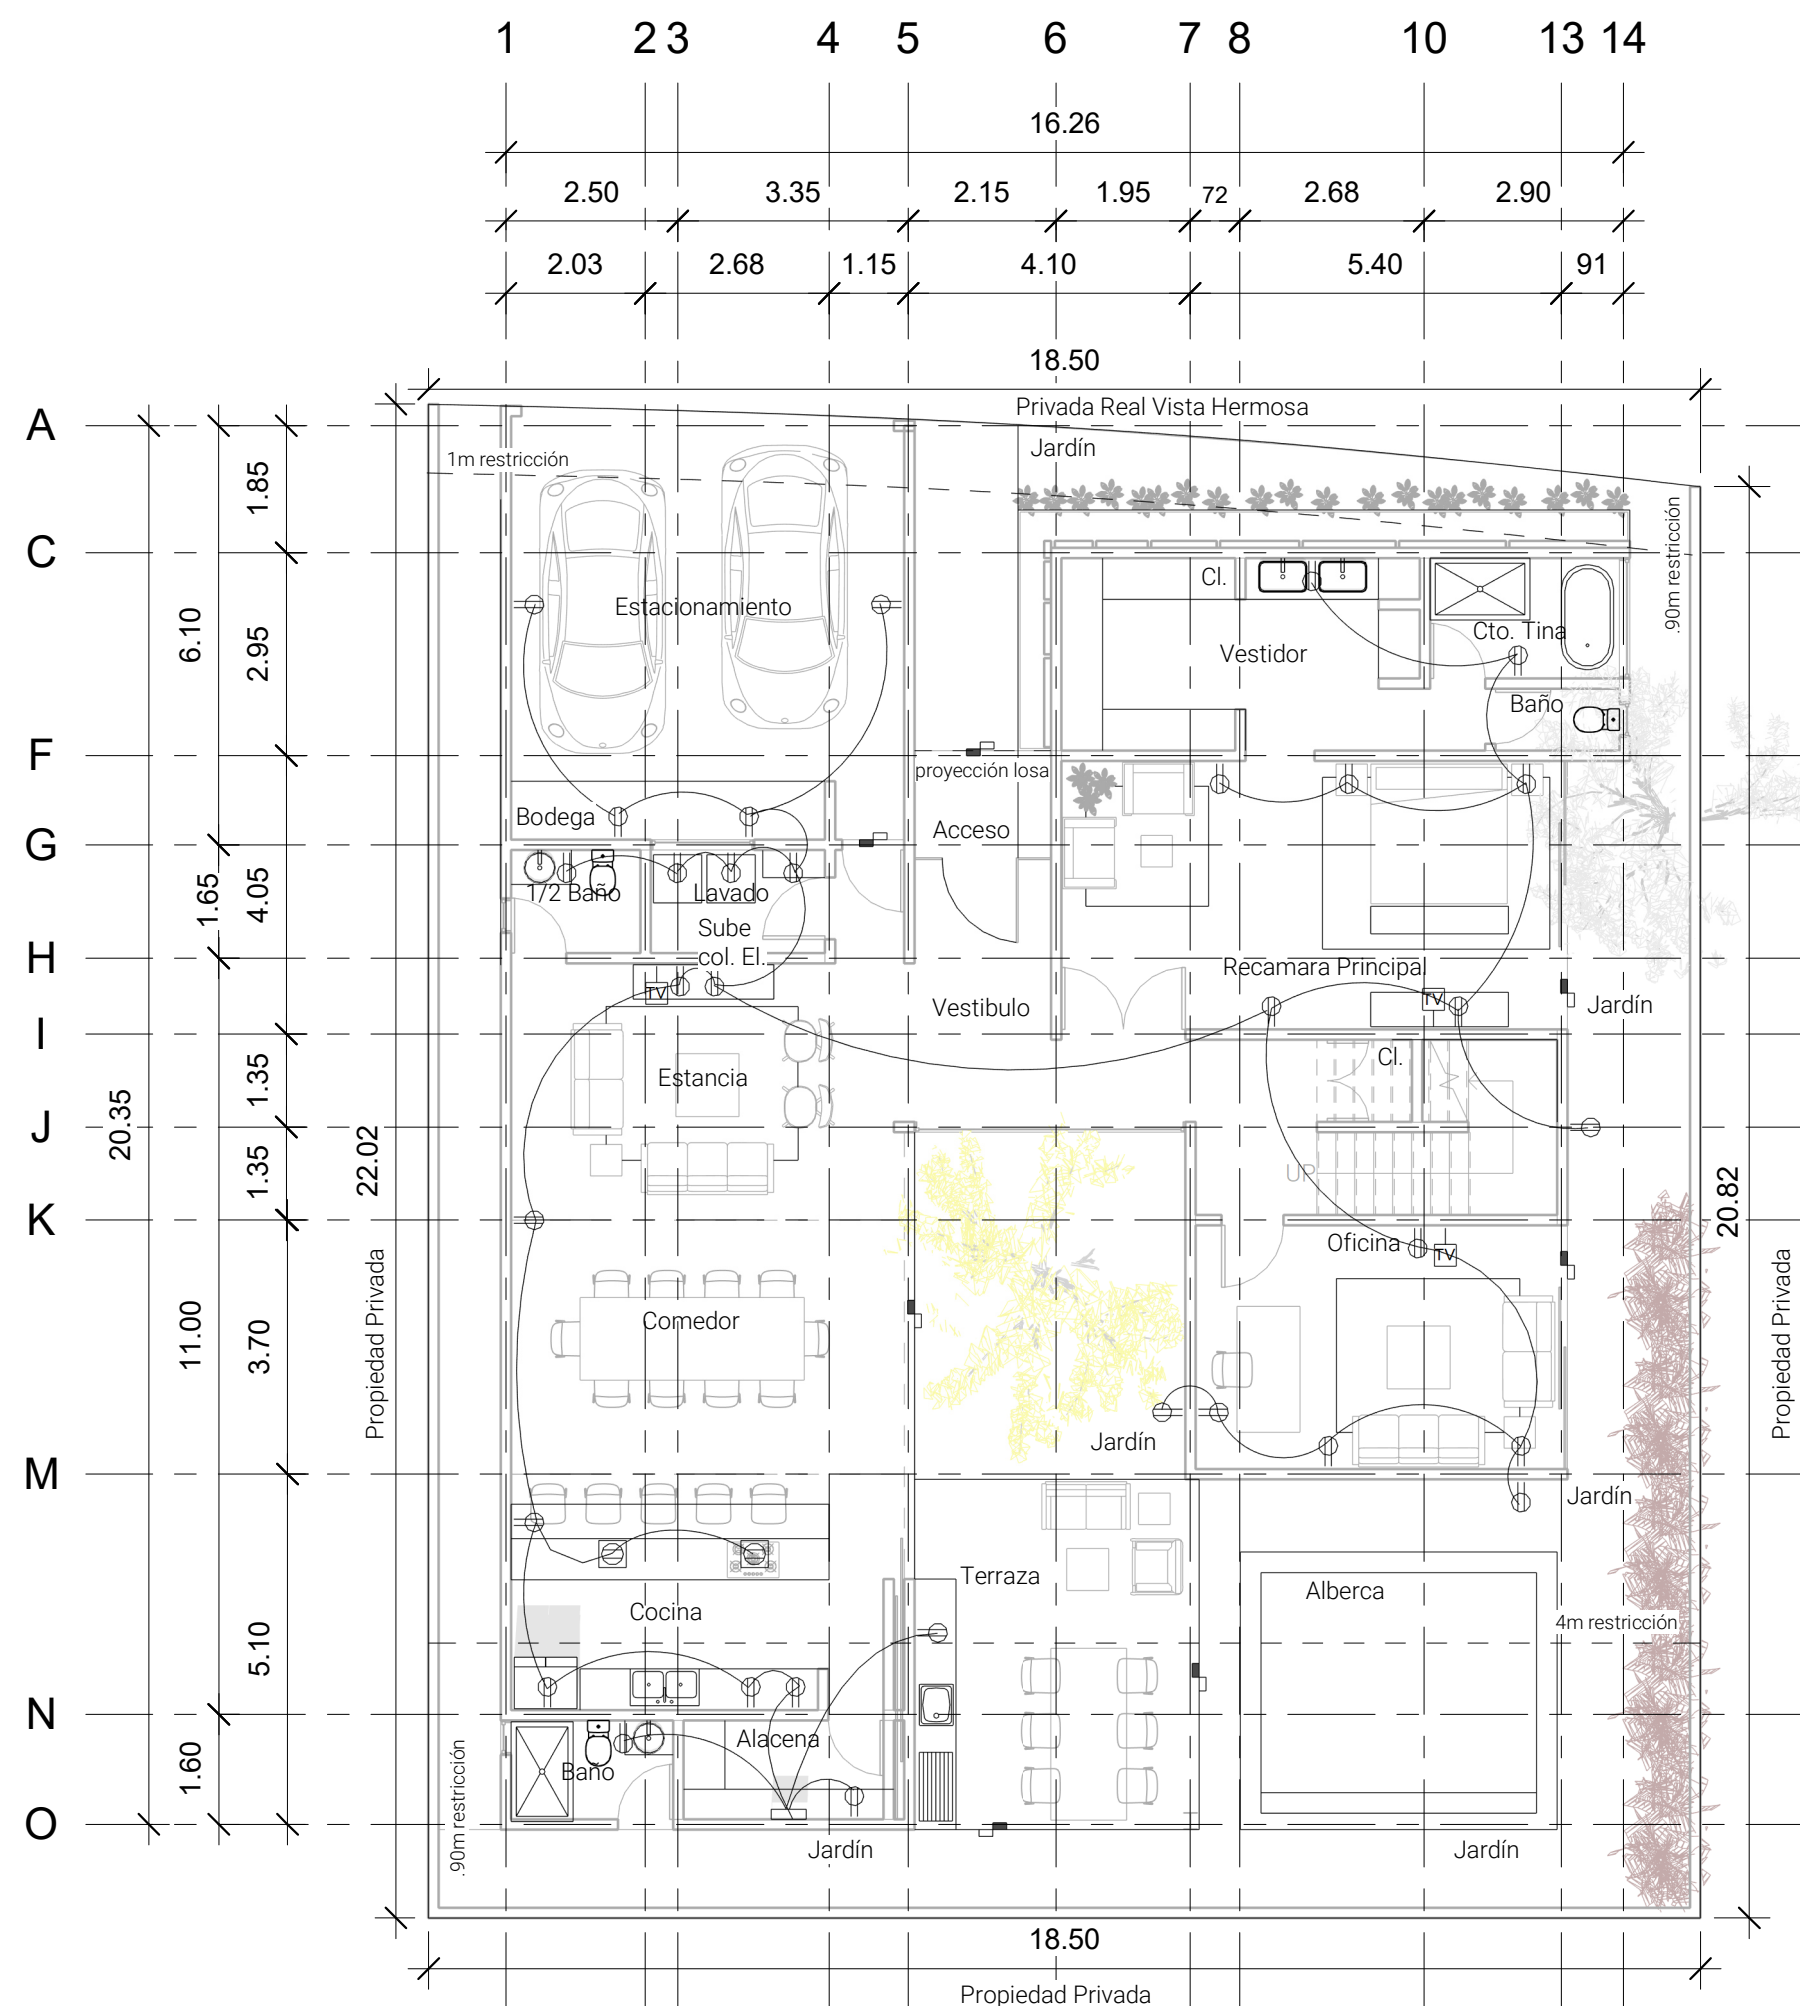 1 2 3 4 5 6 7 8 10 13 14
16.26
2.50 3.35 2.15 1.95 72 2.68 2.90
2.03 2.68 1.15 4.10 5.40 91
18.50
Privada Real Vista Hermosa
A
Jardín
1m restricción
1.85
.90m restricción
C
Cl.
6.10
2.95
Estacionamiento
Cto. Tina
Vestidor
Baño
F
proyección losa
Bodega
Acceso
G
1.65
4.05
1/2 Baño
Lavado
Sube
col. El.
H
Recamara Principal
TV
TV
Jardín
Vestibulo
I
Cl.
Estancia
1.35
20.35
J
22.02
1.35
UP
20.82
K
Oficina
TV
Propiedad Privada
Propiedad Privada
11.00
3.70
Comedor
Jardín
M
Jardín
Terraza
Alberca
Cocina
4m restricción
5.10
N
Alacena
Baño
1.60
.90m restricción
O
Jardín
Jardín
18.50
Propiedad Privada